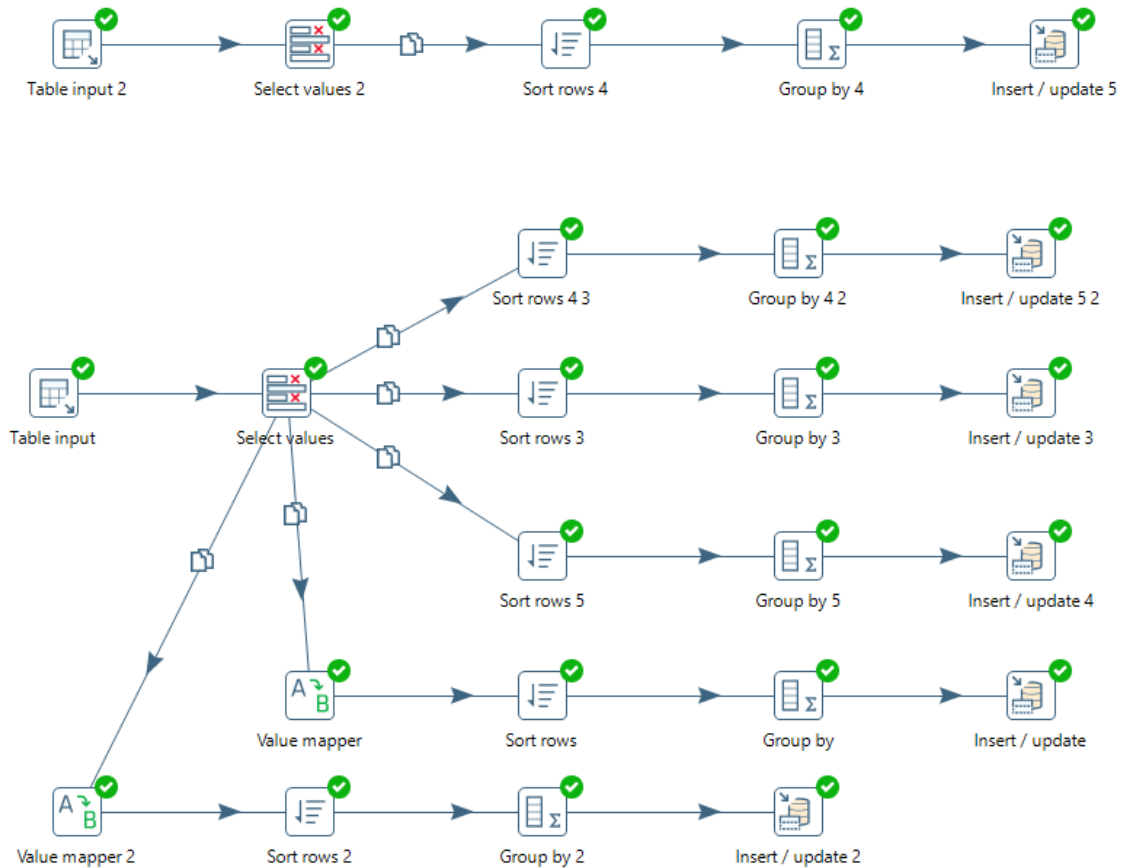 Table input 2
Select values 2
Sort rows 4
Group by 4
Insert / update 5
Sort rows 4 3
Group by 4 2
Insert / update 5 2
Table input
Select values
Sort rows 3
Group by 3
Insert / update 3
Sort rows 5
Group by 5
Insert / update 4
A
B
Value mapper
Sort rows
Group by
Insert / update
A
B
Value mapper 2
Sort rows 2
Group by 2
Insert / update 2